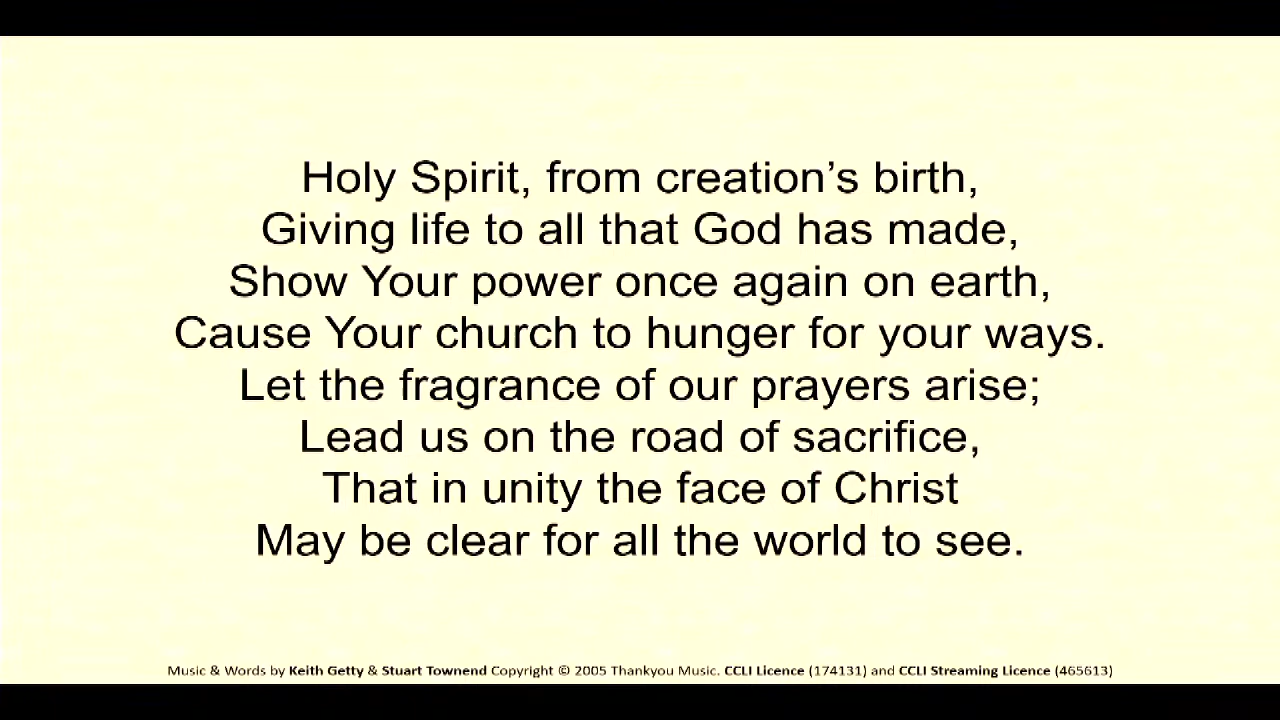 Holy Spirit, from creation’s birth,
Giving life to all that God has made,
Show Your power once again on earth,
Cause Your church to hunger for your ways.
Let the fragrance of our prayers arise;
Lead us on the road of sacrifice,
That in unity the face of Christ
May be clear for all the world to see.
Music & Words by Keith Getty & Stuart Townend Copyright © 2005 Thankyou Music. CCLI Licence (174131) and CCLI Streaming Licence (465613)